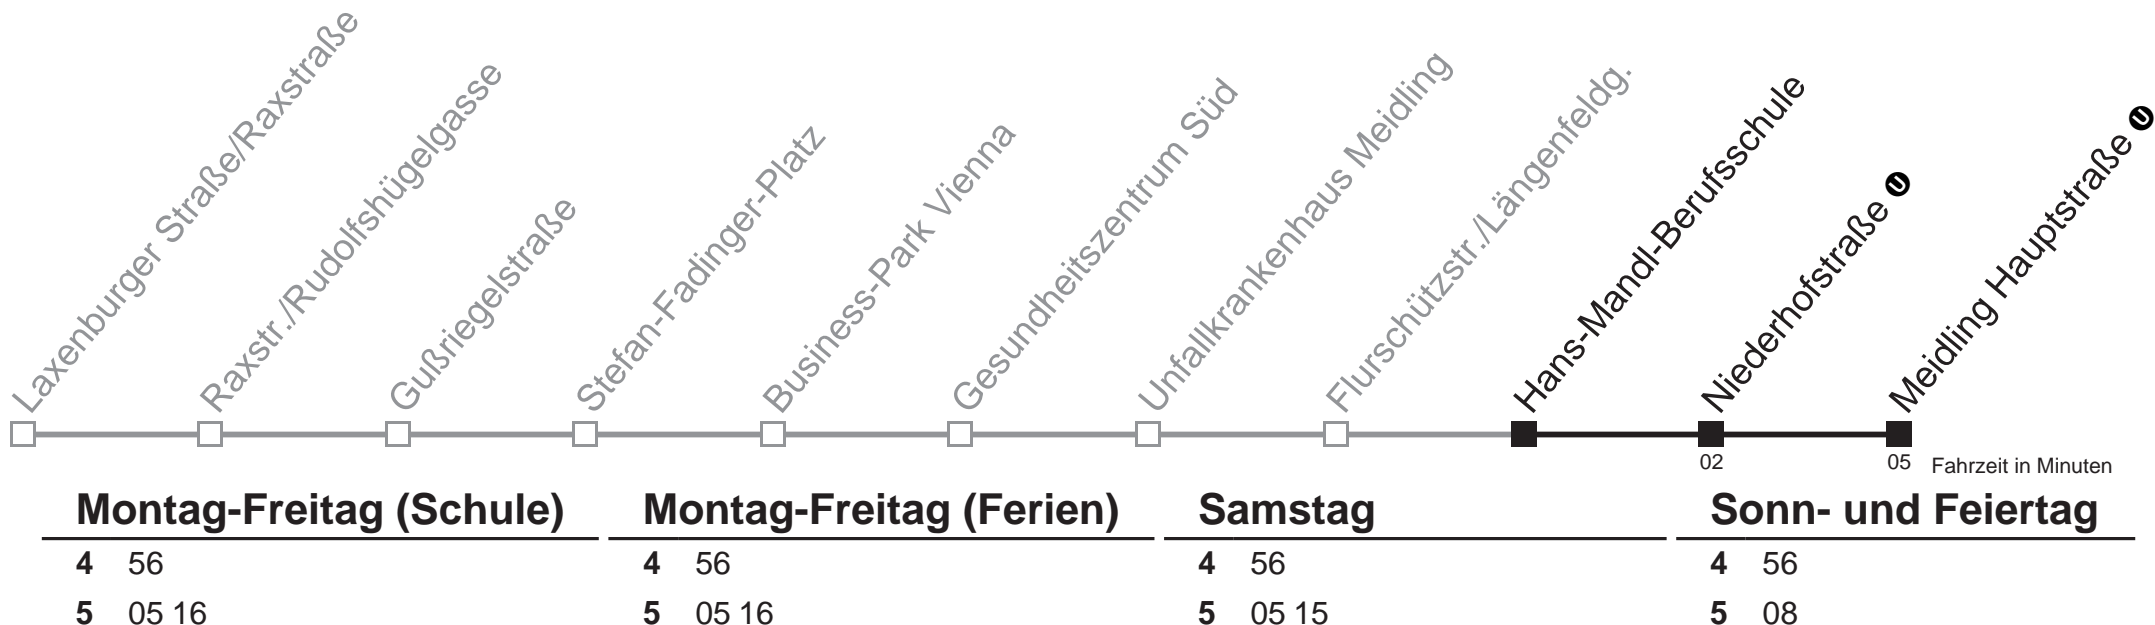 Laxenburger Straße/Raxstraße
Raxstr./Rudolfshügelgasse
Gußriegelstraße
Stefan-Fadinger-Platz
Business-Park Vienna
Gesundheitszentrum Süd
Unfallkrankenhaus Meidling
Flurschützstr./Längenfeldg.
Hans-Mandl-Berufsschule
Niederhofstraße U
Meidling Hauptstraße U
02 05 Fahrzeit in Minuten
Montag-Freitag (Schule) Montag-Freitag (Ferien) Samstag Sonn- und Feiertag
4 56 4 56 4 56 4 56
5 05 16 5 05 16 5 05 15 5 08